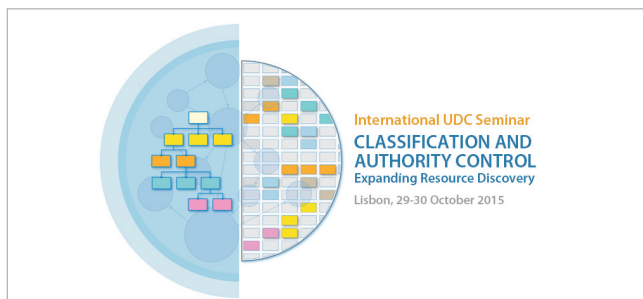 International UDC Seminar
CLASSIFICATION AND
AUTHORITY CONTROL
Expanding Resource Discovery
Lisbon, 29-30 October 2015